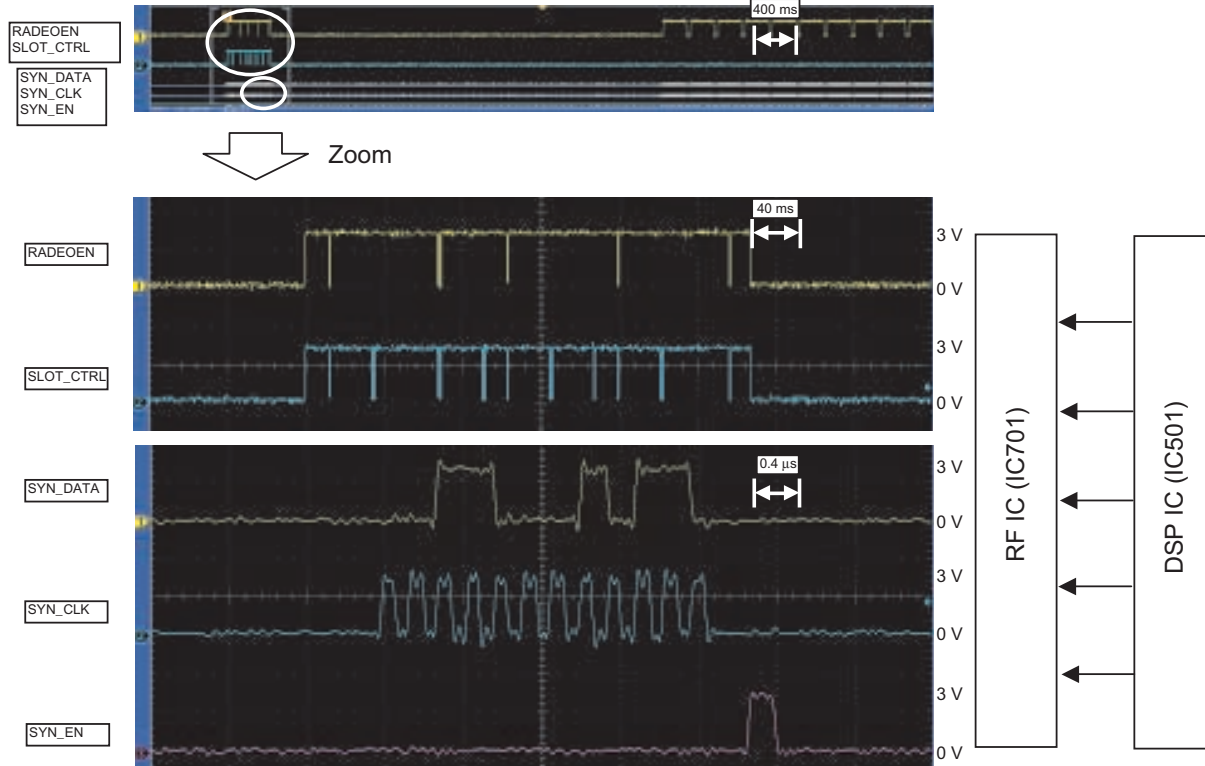 400 ms
RADEOEN
SLOT_CTRL
SYN_DATA
SYN_CLK
SYN_EN
Zoom
40 ms
RADEOEN
3 V
0 V
SLOT_CTRL
3 V
0 V
SYN_DATA
0.4 µs
3 V
0 V
SYN_CLK
3 V
0 V
SYN_EN
3 V
0 V
RF IC (IC701)
DSP IC (IC501)